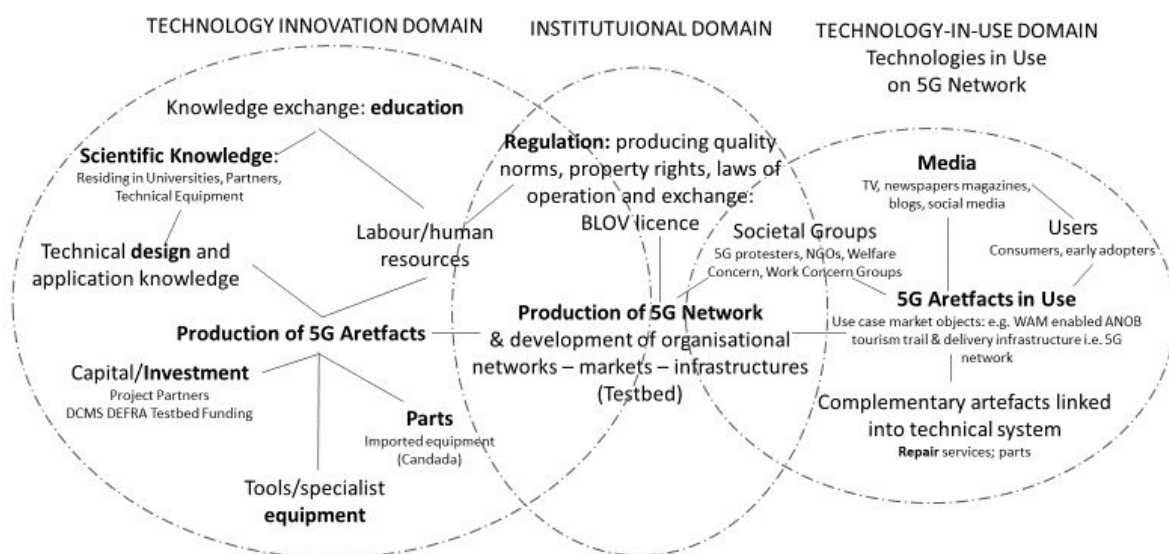 TECHNOLOGY INNOVATION DOMAIN
INSTITUTUIONAL DOMAIN
TECHNOLOGY-IN-USE DOMAIN
Technologies in Use
on 5G Network
Knowledge exchange: education
Scientific Knowledge:
Residing in Universities, Partners,
Technical Equipment
Technical design and
application knowledge
Labour/human
resources
Production of 5G Aretfacts
Capital/Investment
Project Partners
DCMS DEFRA Testbed Funding
Parts
Imported equipment
(Candada)
Tools/specialist
equipment
Regulation: producing quality
norms, property rights, laws of
operation and exchange:
BLOV licence
Production of 5G Network
& development of organisational
networks – markets – infrastructures
(Testbed)
Societal Groups
5G protesters, NGOs, Welfare
Concern, Work Concern Groups
Media
TV, newspapers magazines,
blogs, social media
Users
Consumers, early adopters
5G Aretfacts in Use
Use case market objects: e.g. WAM enabled ANOB
tourism trail & delivery infrastructure i.e. 5G
network
Complementary artefacts linked
into technical system
Repair services; parts